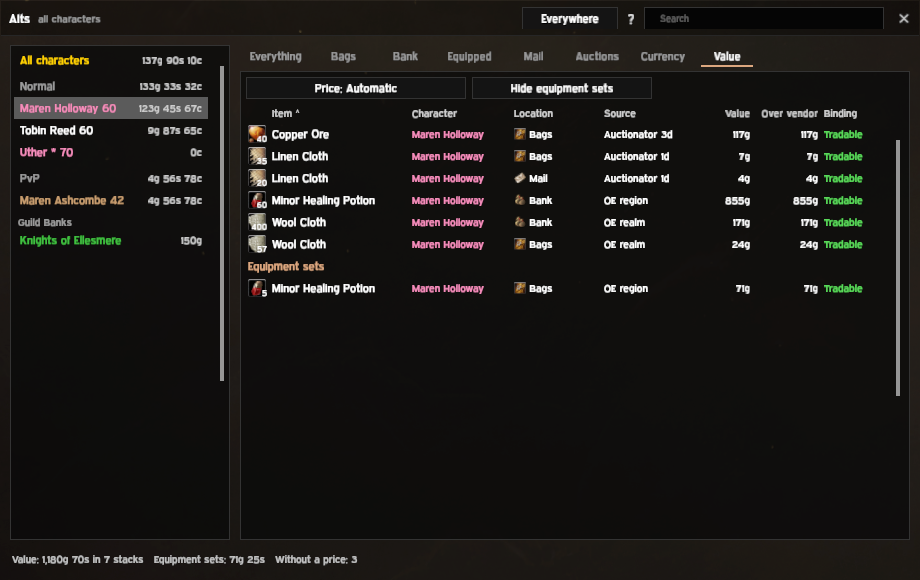 Alts all characters Everywhere ? Search ×
All characters 137g 90s 10c
Normal 133g 33s 32c
Maren Holloway 60 123g 45s 67c
Tobin Reed 60 9g 87s 65c
Uther * 70 0c
PvP 4g 56s 78c
Maren Ashcombe 42 4g 56s 78c
Guild Banks
Knights of Ellesmere 150g
Everything Bags Bank Equipped Mail Auctions Currency Value
Price: Automatic Hide equipment sets
Item ^ Character Location Source Value Over vendor Binding
40 Copper Ore Maren Holloway Bags Auctionator 3d 117g 117g Tradable
35 Linen Cloth Maren Holloway Bags Auctionator 1d 7g 7g Tradable
20 Linen Cloth Maren Holloway Mail Auctionator 1d 4g 4g Tradable
60 Minor Healing Potion Maren Holloway Bank OE region 855g 855g Tradable
400 Wool Cloth Maren Holloway Bank OE realm 171g 171g Tradable
57 Wool Cloth Maren Holloway Bags OE realm 24g 24g Tradable
Equipment sets
5 Minor Healing Potion Maren Holloway Bags OE region 71g 71g Tradable
Value: 1,180g 70s in 7 stacks Equipment sets: 71g 25s Without a price: 3